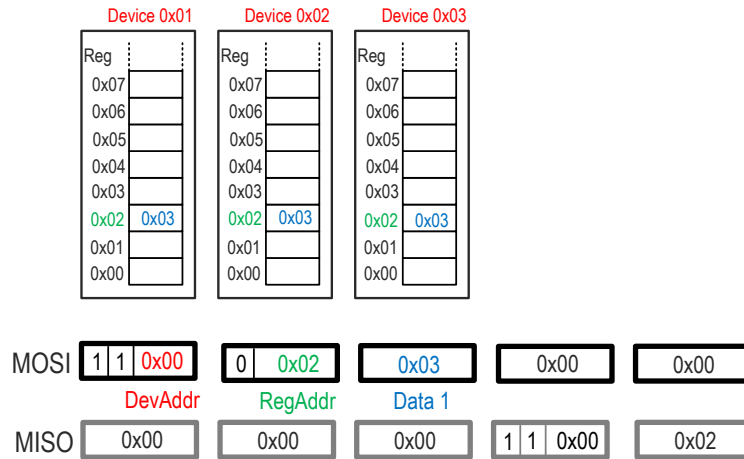 Device 0x01 Device 0x02 Device 0x03
Reg Reg Reg
0x07 0x07 0x07
0x06 0x06 0x06
0x05 0x05 0x05
0x04 0x04 0x04
0x03 0x03 0x03
0x02 0x03 0x02 0x03 0x02 0x03
0x01 0x01 0x01
0x00 0x00 0x00
MOSI 1 1 0x00 0 0x02 0x03 0x00 0x00
DevAddr RegAddr Data 1
MISO 0x00 0x00 0x00 1 1 0x00 0x02